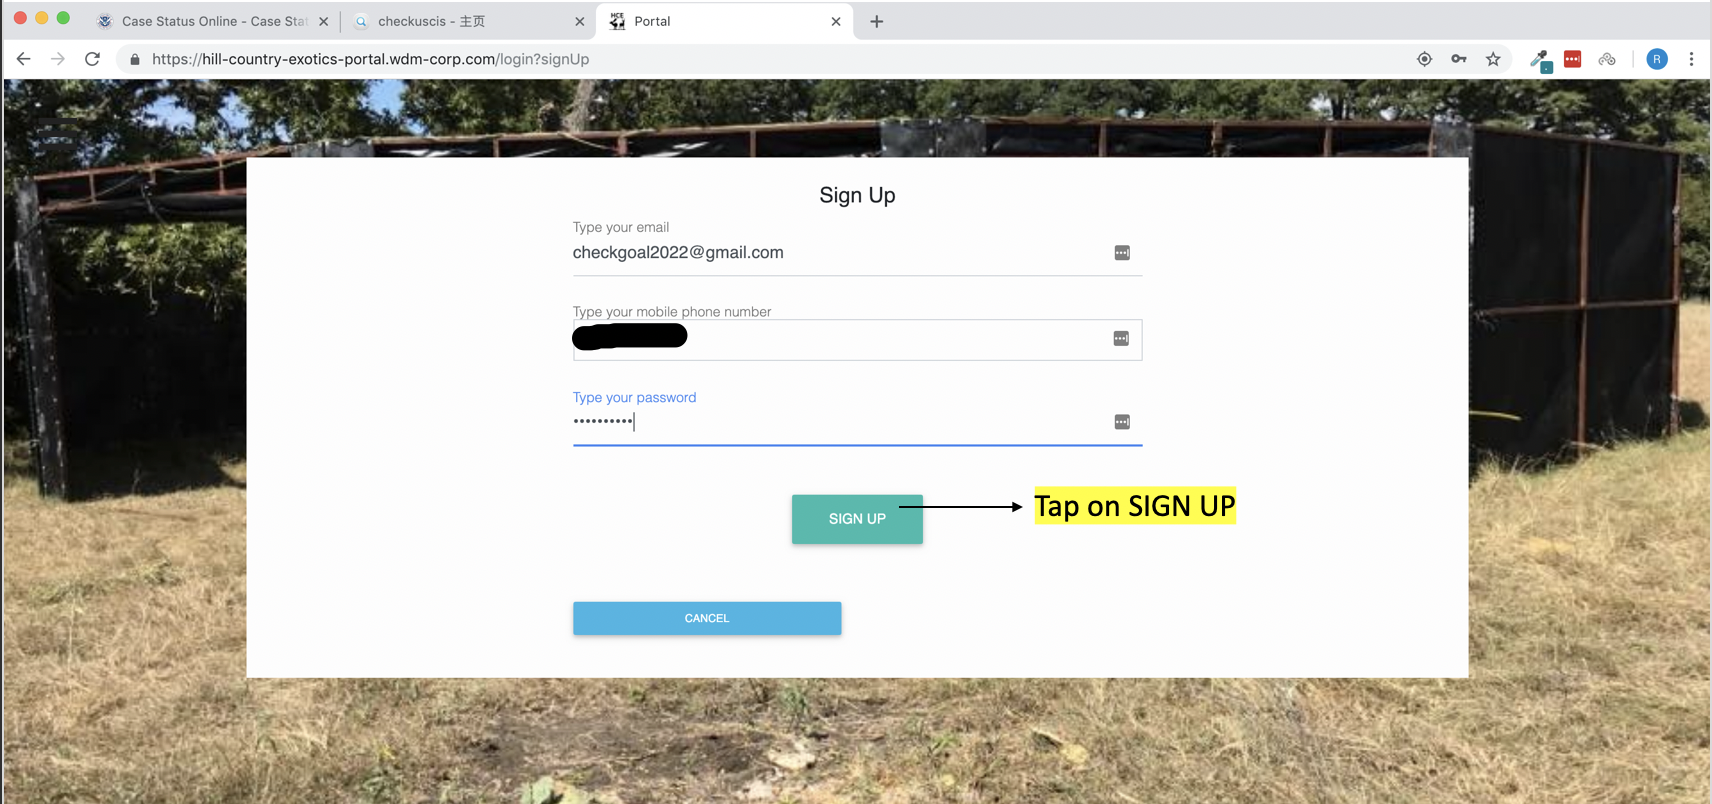 Case Status Online - Case Stat
checkuscis - 主页
HCE
Portal
https://hill-country-exotics-portal.wdm-corp.com/login?signUp
R
Sign Up
Type your email
checkgoal2022@gmail.com
Type your mobile phone number
Type your password
SIGN UP
Tap on SIGN UP
CANCEL